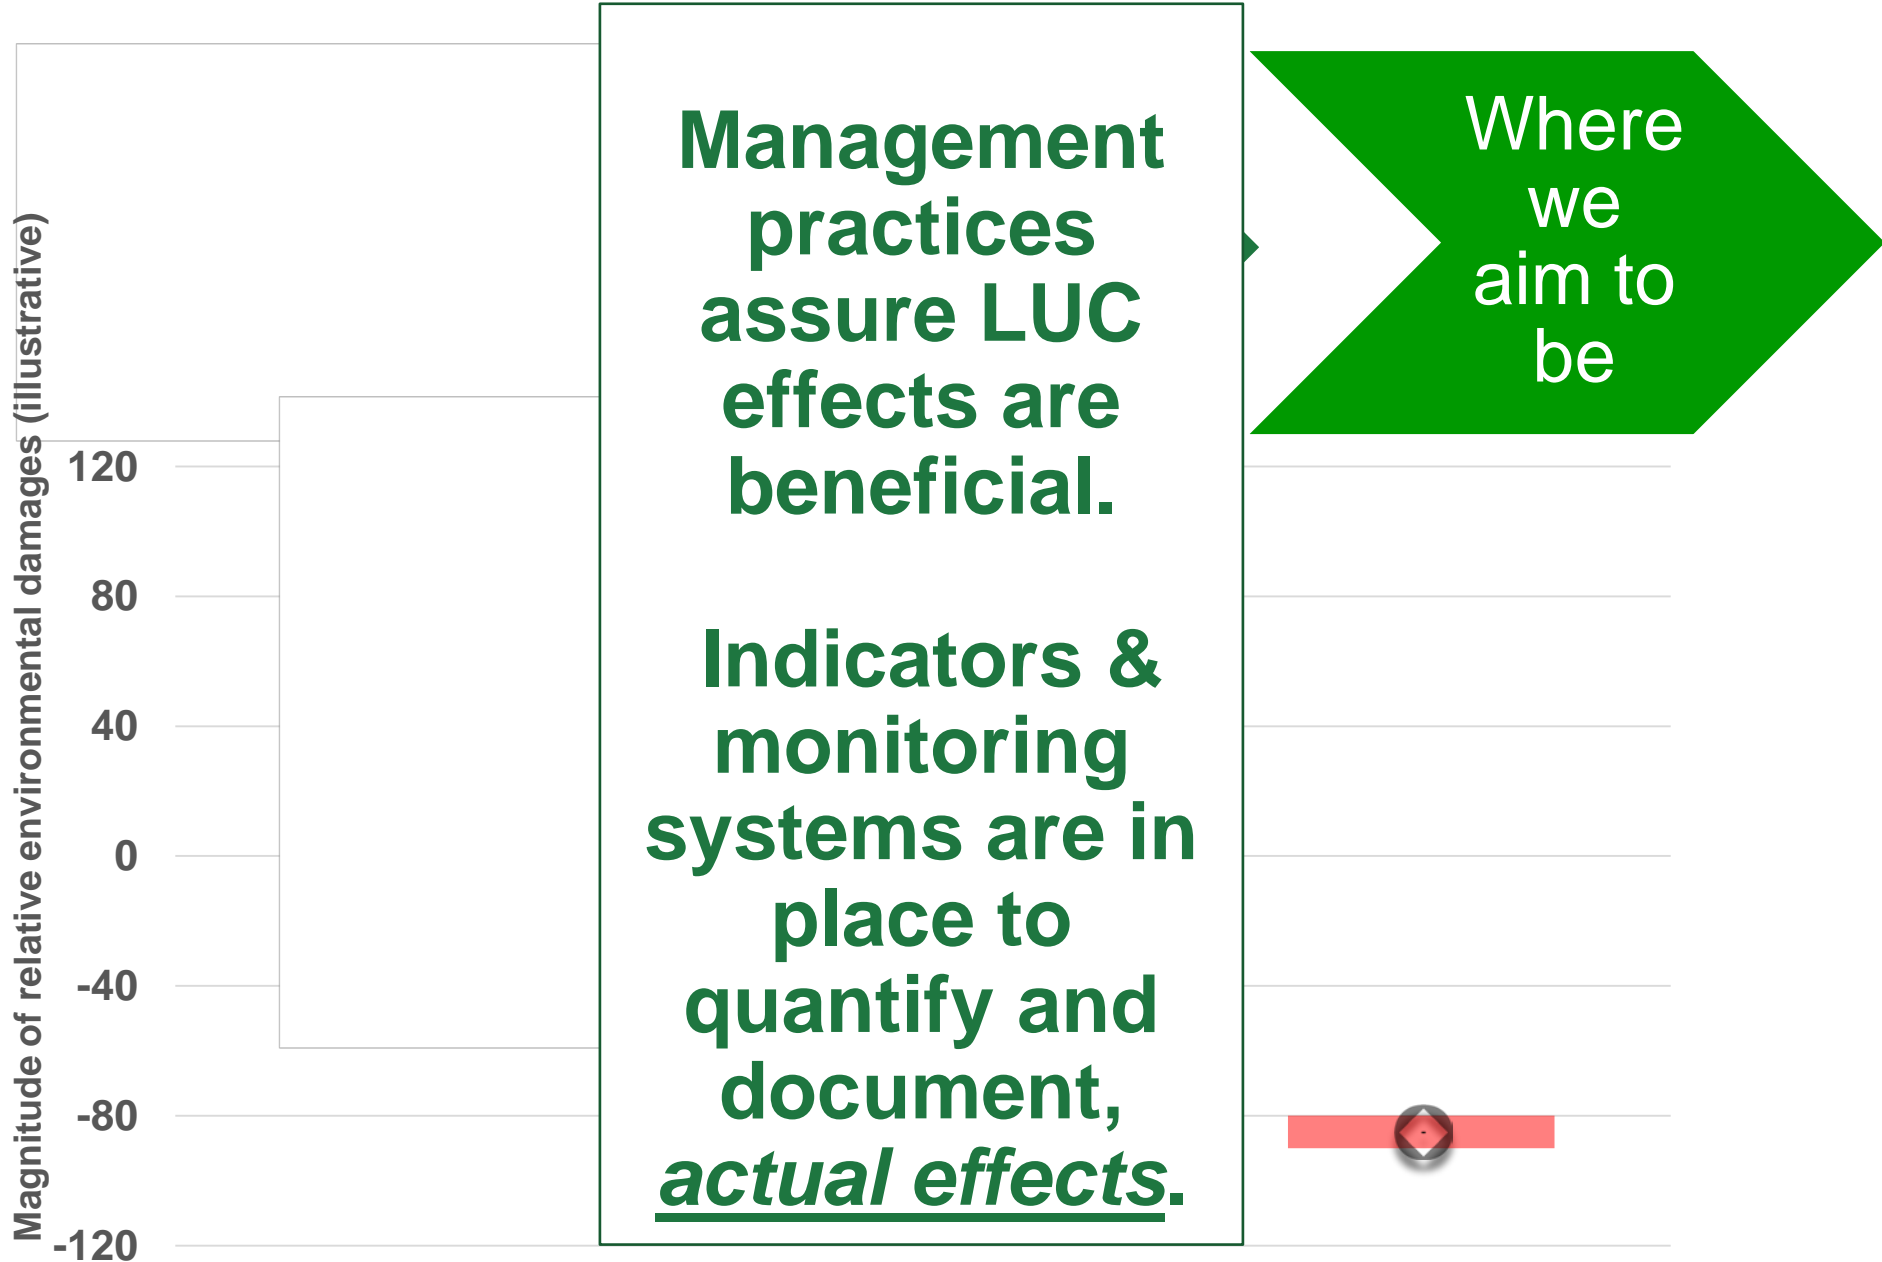 Management
practices
assure LUC
effects are
beneficial.
Indicators &
monitoring
systems are in
place to
quantify and
document,
actual effects.
Where
we
aim to
be
Magnitude of relative environmental damages (illustrative)
120
80
40
0
-40
-80
-120